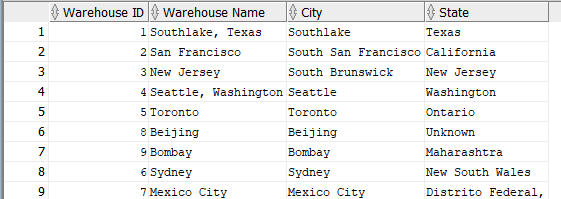 Warehouse ID Warehouse Name City State
1 1 Southlake, Texas Southlake Texas
2 2 San Francisco South San Francisco California
3 3 New Jersey South Brunswick New Jersey
4 4 Seattle, Washington Seattle Washington
5 5 Toronto Toronto Ontario
6 8 Beijing Beijing Unknown
7 9 Bombay Bombay Maharashtra
8 6 Sydney Sydney New South Wales
9 7 Mexico City Mexico City Distrito Federal,